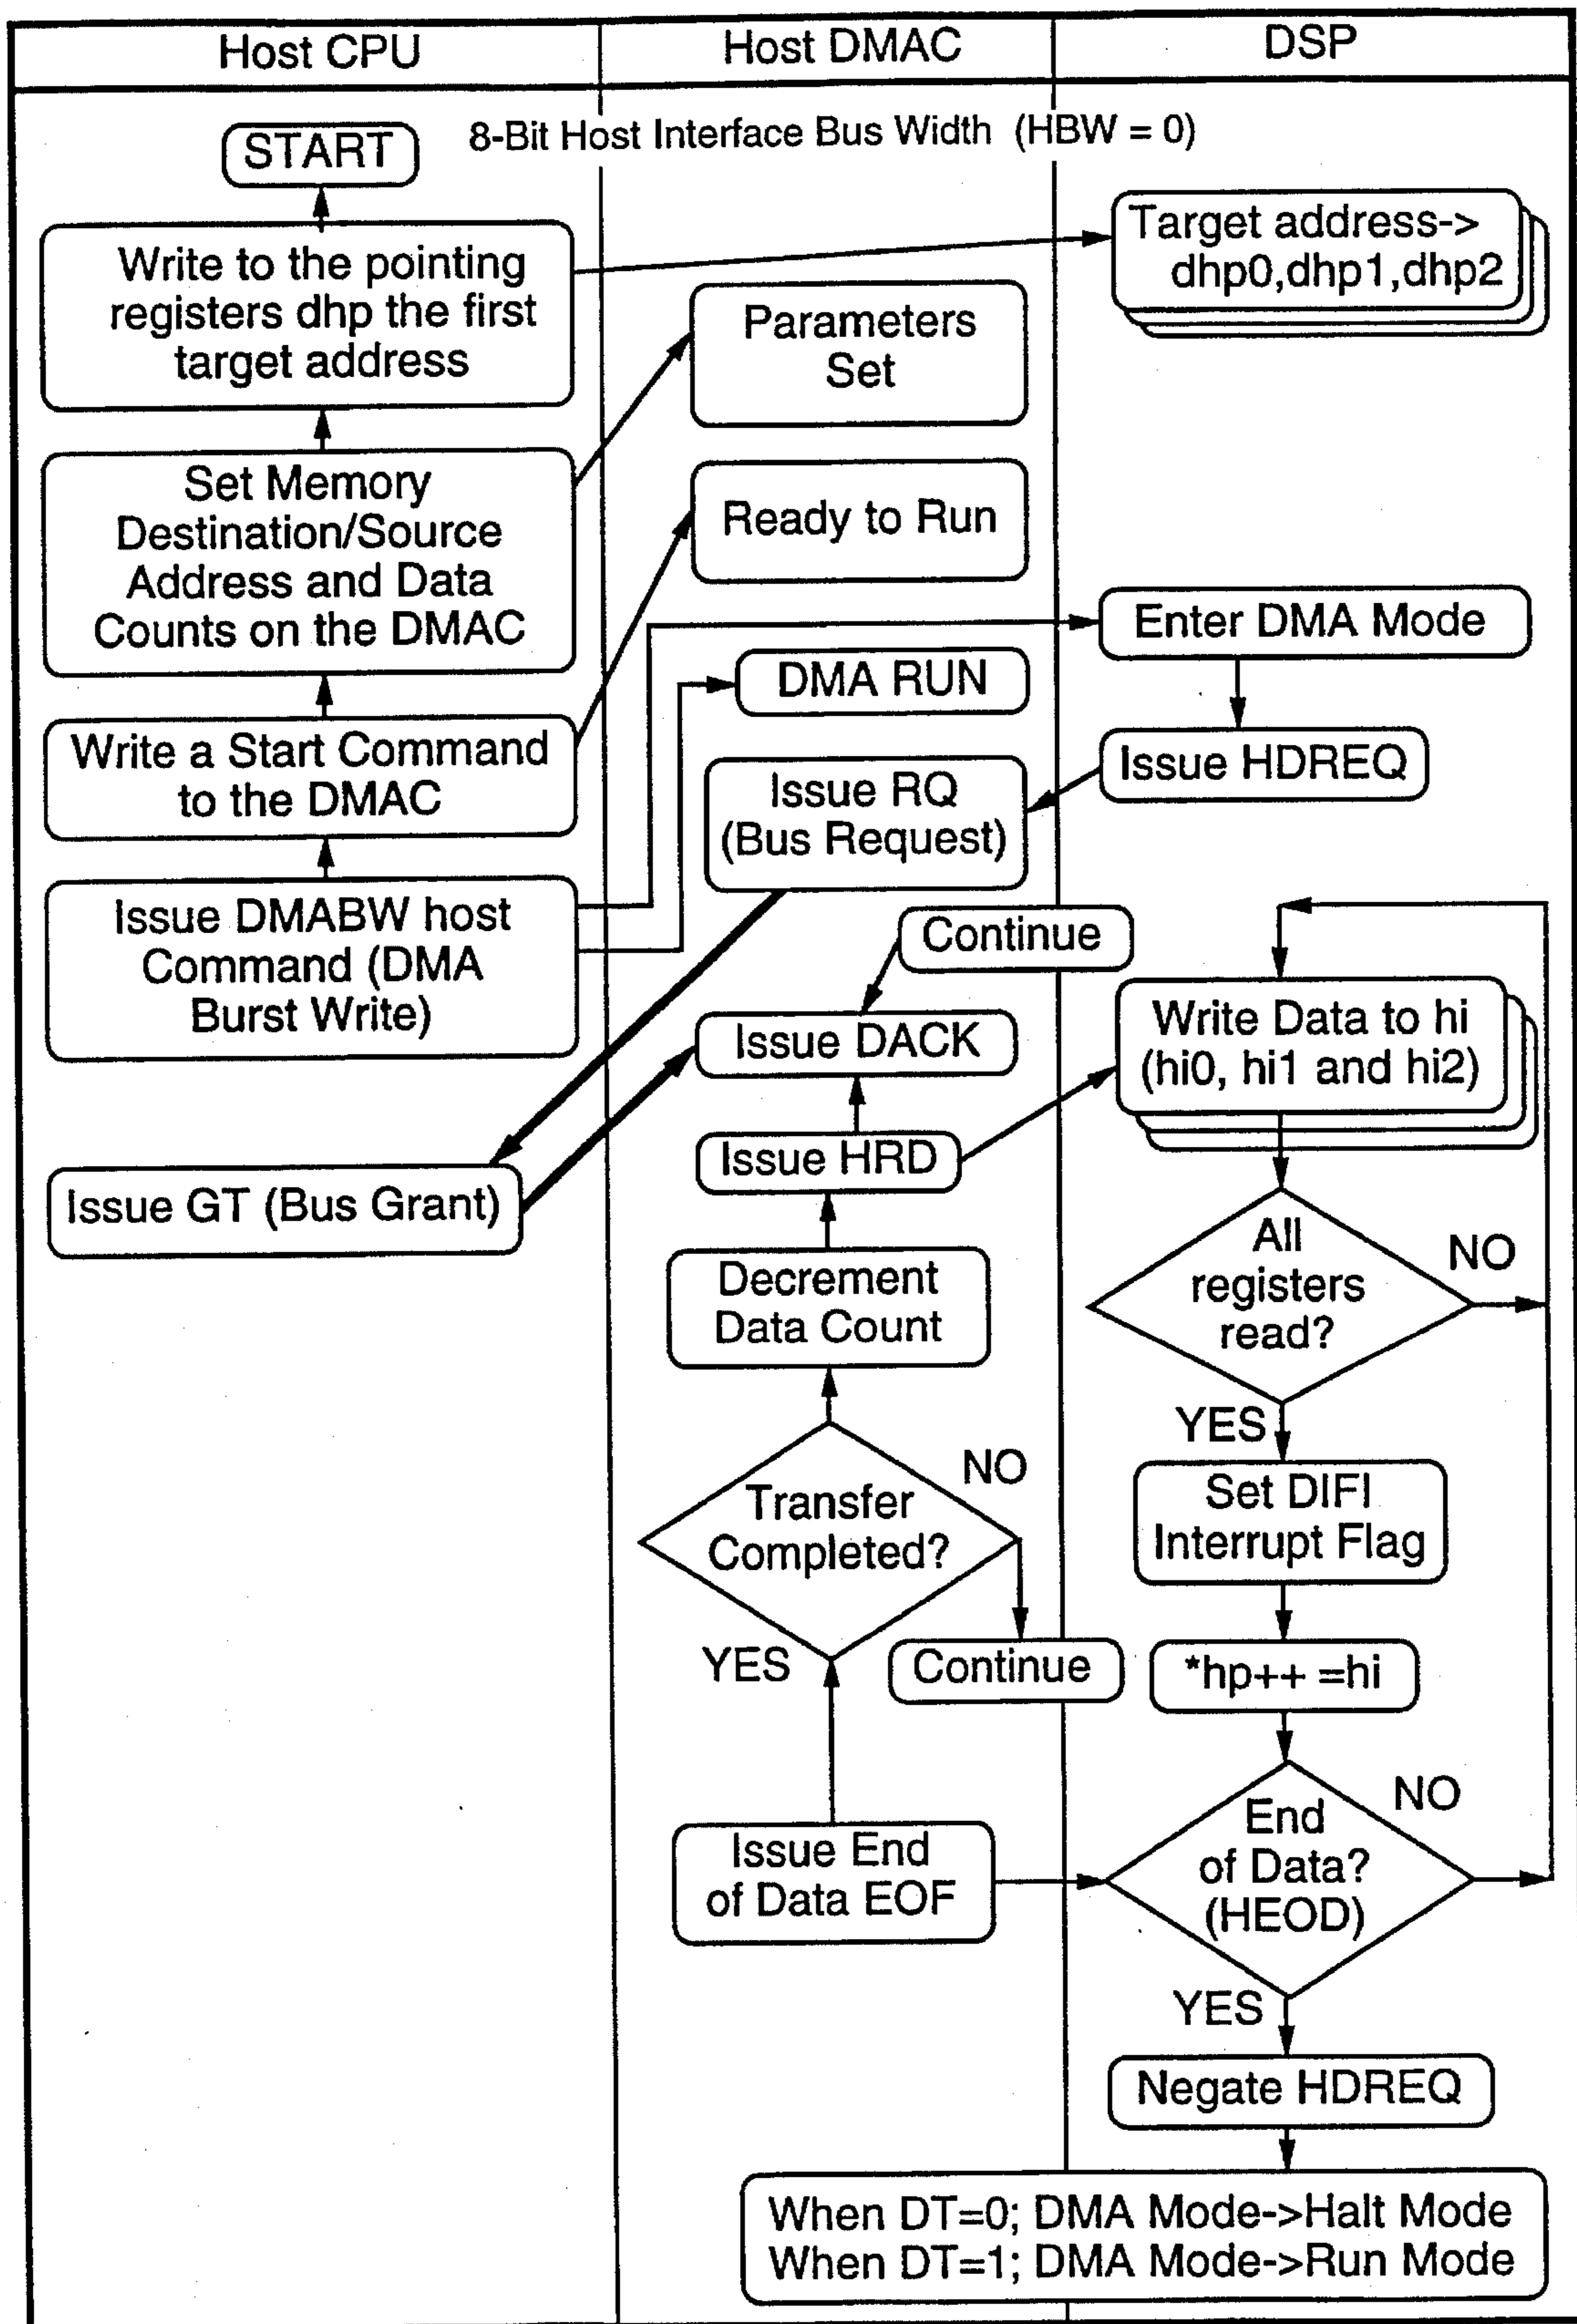 Host CPU
Host DMAC
DSP
8-Bit Host Interface Bus Width (HBW = 0)
START
Write to the pointing
registers dhp the first
target address
Target address->
dhp0,dhp1,dhp2
Parameters
Set
Set Memory
Destination/Source
Address and Data
Counts on the DMAC
Ready to Run
Enter DMA Mode
DMA RUN
Write a Start Command
to the DMAC
Issue HDREQ
Issue RQ
(Bus Request)
Issue DMABW host
Command (DMA
Burst Write)
Continue
Issue DACK
Write Data to hi
(hi0, hi1 and hi2)
Issue HRD
Issue GT (Bus Grant)
All
registers
read?
NO
YES
Decrement
Data Count
Transfer
Completed?
NO
YES
Continue
Set DIFI
Interrupt Flag
*hp++ =hi
Issue End
of Data EOF
End
of Data?
(HEOD)
NO
YES
Negate HDREQ
When DT=0; DMA Mode->Halt Mode
When DT=1; DMA Mode->Run Mode